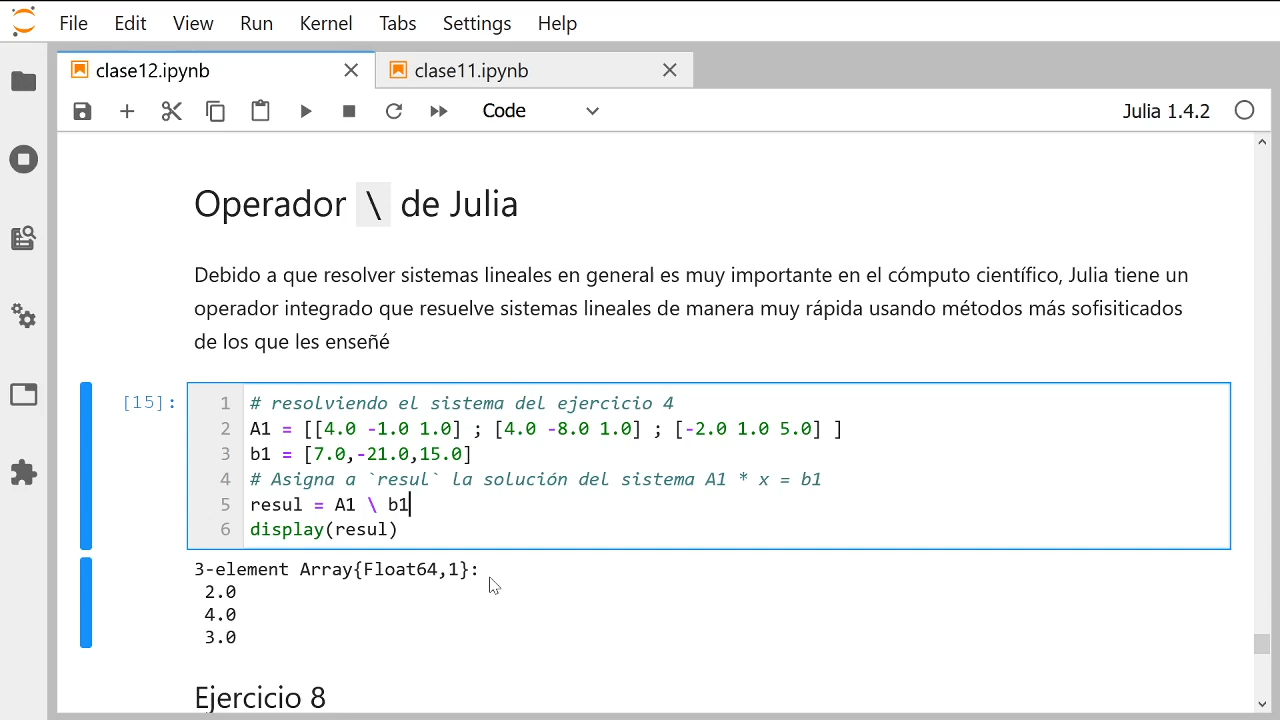 File Edit View Run Kernel Tabs Settings Help
clase12.ipynb clase11.ipynb
Code Julia 1.4.2
Operador \ de Julia
Debido a que resolver sistemas lineales en general es muy importante en el cómputo científico, Julia tiene un
operador integrado que resuelve sistemas lineales de manera muy rápida usando métodos más sofisiticados
de los que les enseñé
[15]:
1 # resolviendo el sistema del ejercicio 4
2 A1 = [[4.0 -1.0 1.0] ; [4.0 -8.0 1.0] ; [-2.0 1.0 5.0] ]
3 b1 = [7.0,-21.0,15.0]
4 # Asigna a `resul` la solución del sistema A1 * x = b1
5 resul = A1 \ b1
6 display(resul)
3-element Array{Float64,1}:
2.0
4.0
3.0
Ejercicio 8